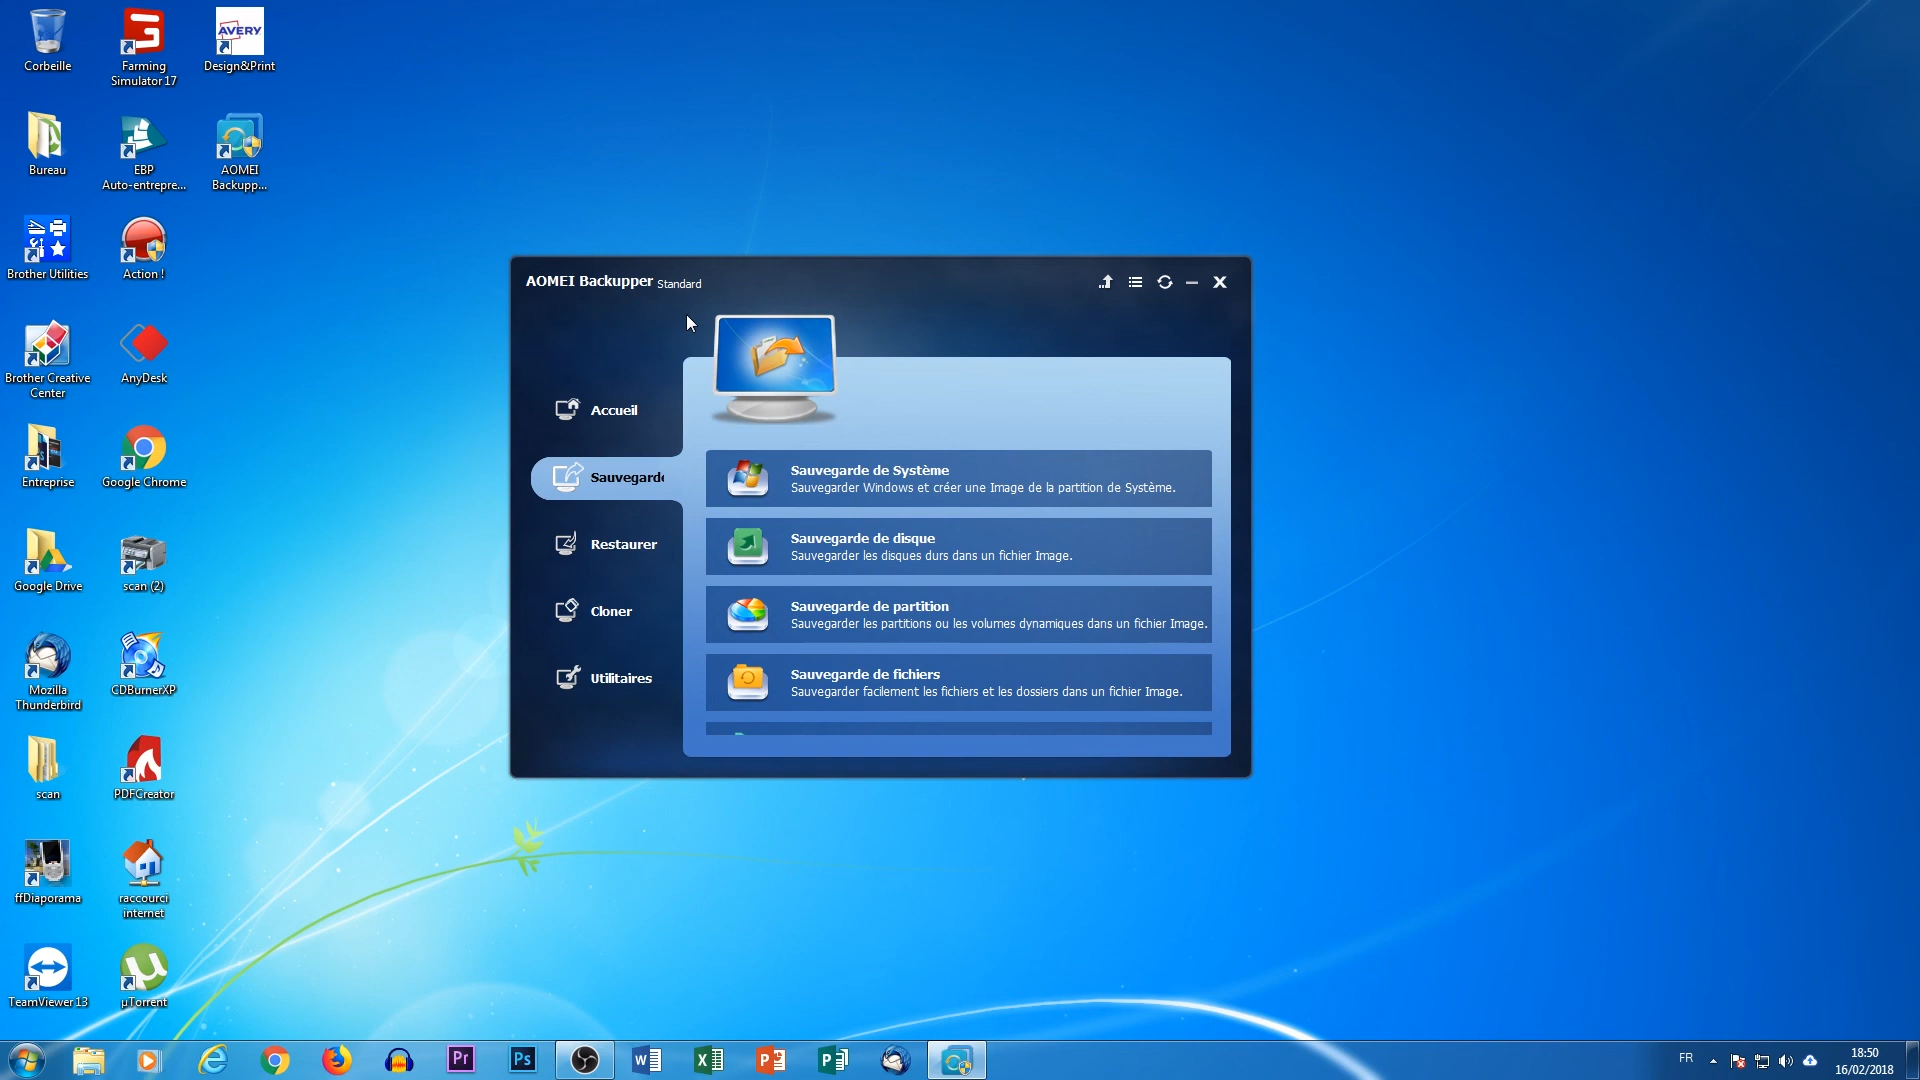 Corbeille
Farming
Simulator 17
AVERY
Design&Print
Bureau
EBP
Auto-entrepre...
AOMEI
Backupp...
Brother Utilities
Action !
Brother Creative
Center
AnyDesk
Entreprise
Google Chrome
Google Drive
scan (2)
Mozilla
Thunderbird
CDBurnerXP
scan
PDFCreator
ffDiaporama
raccourci
internet
TeamViewer 13
µTorrent
AOMEI Backupper Standard
Accueil
Sauvegarde
Restaurer
Cloner
Utilitaires
Sauvegarde de Système
Sauvegarder Windows et créer une Image de la partition de Système.
Sauvegarde de disque
Sauvegarder les disques durs dans un fichier Image.
Sauvegarde de partition
Sauvegarder les partitions ou les volumes dynamiques dans un fichier Image.
Sauvegarde de fichiers
Sauvegarder facilement les fichiers et les dossiers dans un fichier Image.
Pr
Ps
W
X
P
P
FR
18:50
16/02/2018